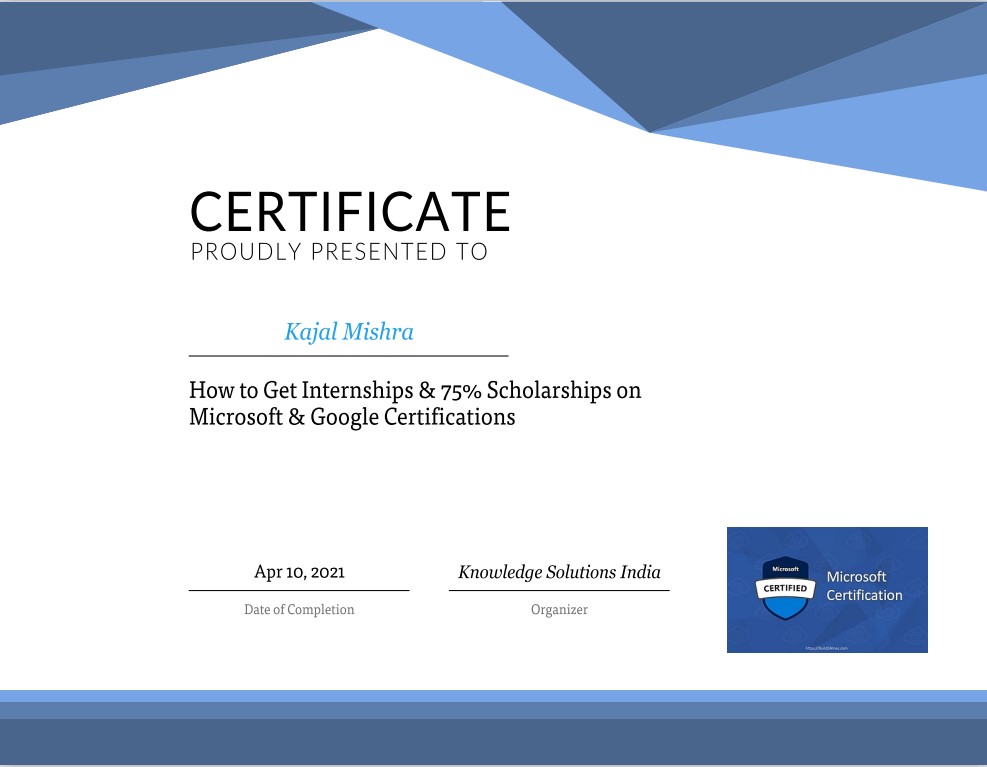 CERTIFICATE
PROUDLY PRESENTED TO
Kajal Mishra
How to Get Internships & 75% Scholarships on
Microsoft & Google Certifications
Apr 10, 2021
Date of Completion
Knowledge Solutions India
Organizer
Microsoft
CERTIFIED
Microsoft
Certification